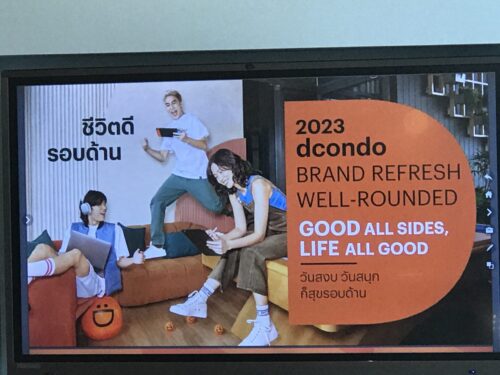 ชีวิตดี
รอบด้าน
2023
dcondo
BRAND REFRESH
WELL-ROUNDED
GOOD ALL SIDES,
LIFE ALL GOOD
วันสงบ วันสนุก
ก็สุขรอบด้าน